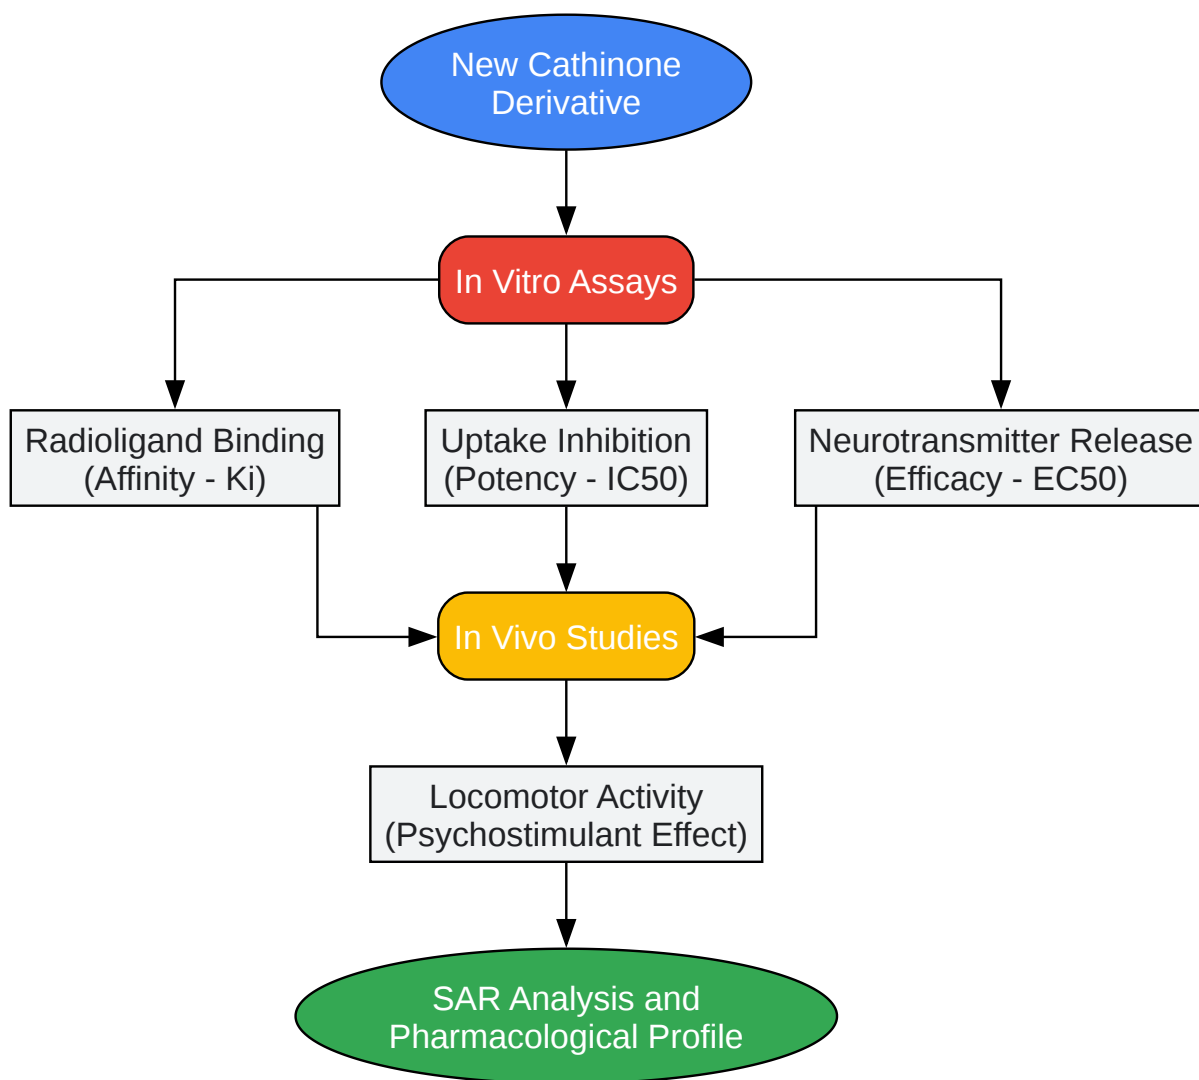 New Cathinone
Derivative
In Vitro Assays
Radioligand Binding
(Affinity - Ki)
Uptake Inhibition
(Potency - IC50)
Neurotransmitter Release
(Efficacy - EC50)
In Vivo Studies
Locomotor Activity
(Psychostimulant Effect)
SAR Analysis and
Pharmacological Profile